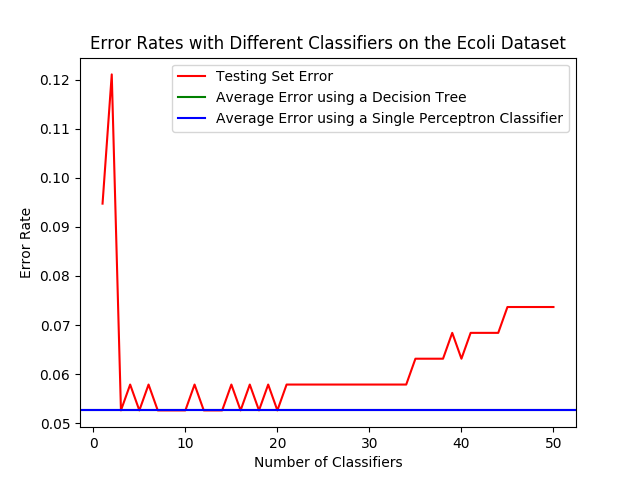 Error Rates with Different Classifiers on the Ecoli Dataset
Testing Set Error
Average Error using a Decision Tree
Average Error using a Single Perceptron Classifier
0.12
0.11
0.10
0.09
0.08
0.07
0.06
0.05
Error Rate
0 10 20 30 40 50
Number of Classifiers